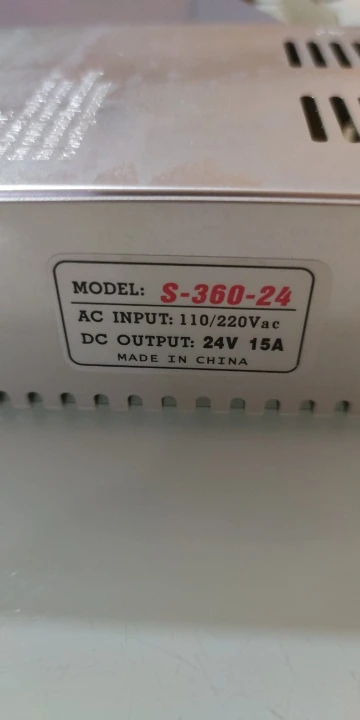 MODEL: S-360-24
AC INPUT: 110/220Vac
DC OUTPUT: 24V 15A
MADE IN CHINA